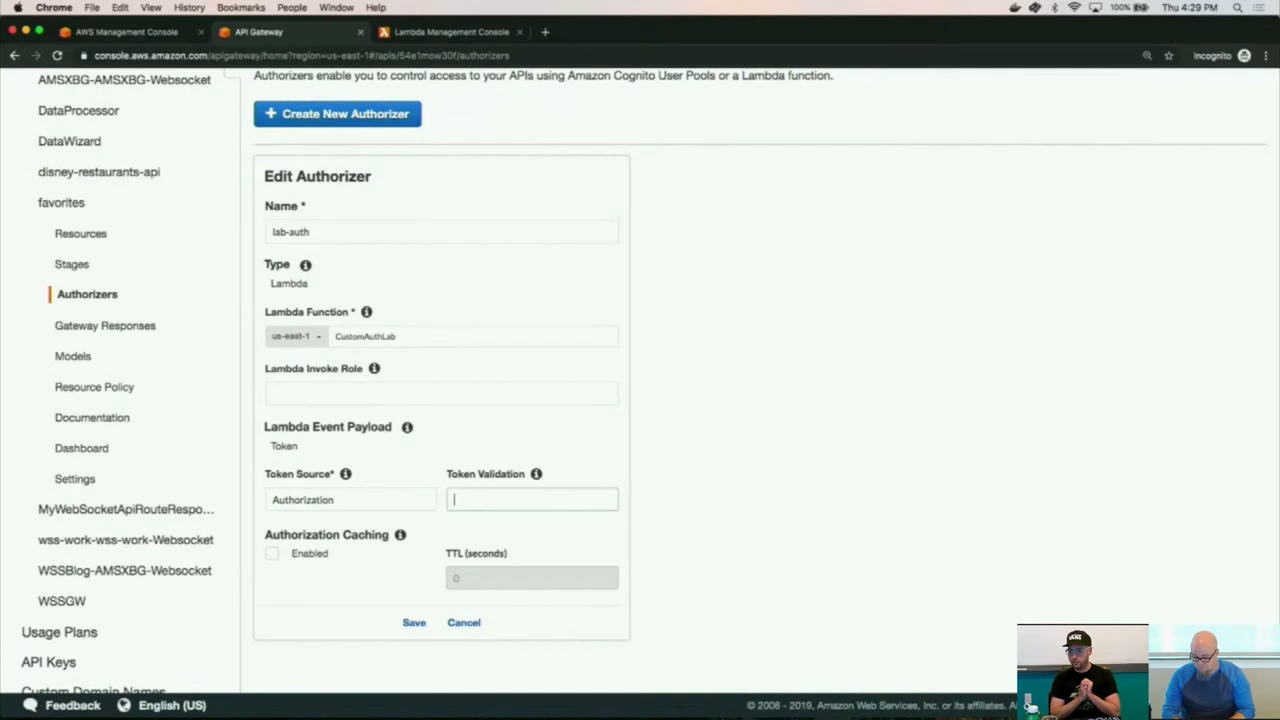 Chrome File Edit View History Bookmarks People Window Help 100% Thu 4:29 PM
AWS Management Console API Gateway Lambda Management Console
console.aws.amazon.com/apigateway/home?region=us-east-1#/apis/54e1mow30f/authorizers Incognito
AMSXBG-AMSXBG-Websocket
DataProcessor
DataWizard
disney-restaurants-api
favorites
Resources
Stages
Authorizers
Gateway Responses
Models
Resource Policy
Documentation
Dashboard
Settings
MyWebSocketApiRouteRespo...
wss-work-wss-work-Websocket
WSSBlog-AMSXBG-Websocket
WSSGW
Usage Plans
API Keys
Custom Domain Names
Authorizers enable you to control access to your APIs using Amazon Cognito User Pools or a Lambda function.
+ Create New Authorizer
Edit Authorizer
Name *
lab-auth
Type
Lambda
Lambda Function *
us-east-1 CustomAuthLab
Lambda Invoke Role
Lambda Event Payload
Token
Token Source* Token Validation
Authorization
Authorization Caching
Enabled TTL (seconds)
0
Save Cancel
VANS
Feedback English (US) © 2008 - 2019, Amazon Web Services, Inc. or its affiliates.